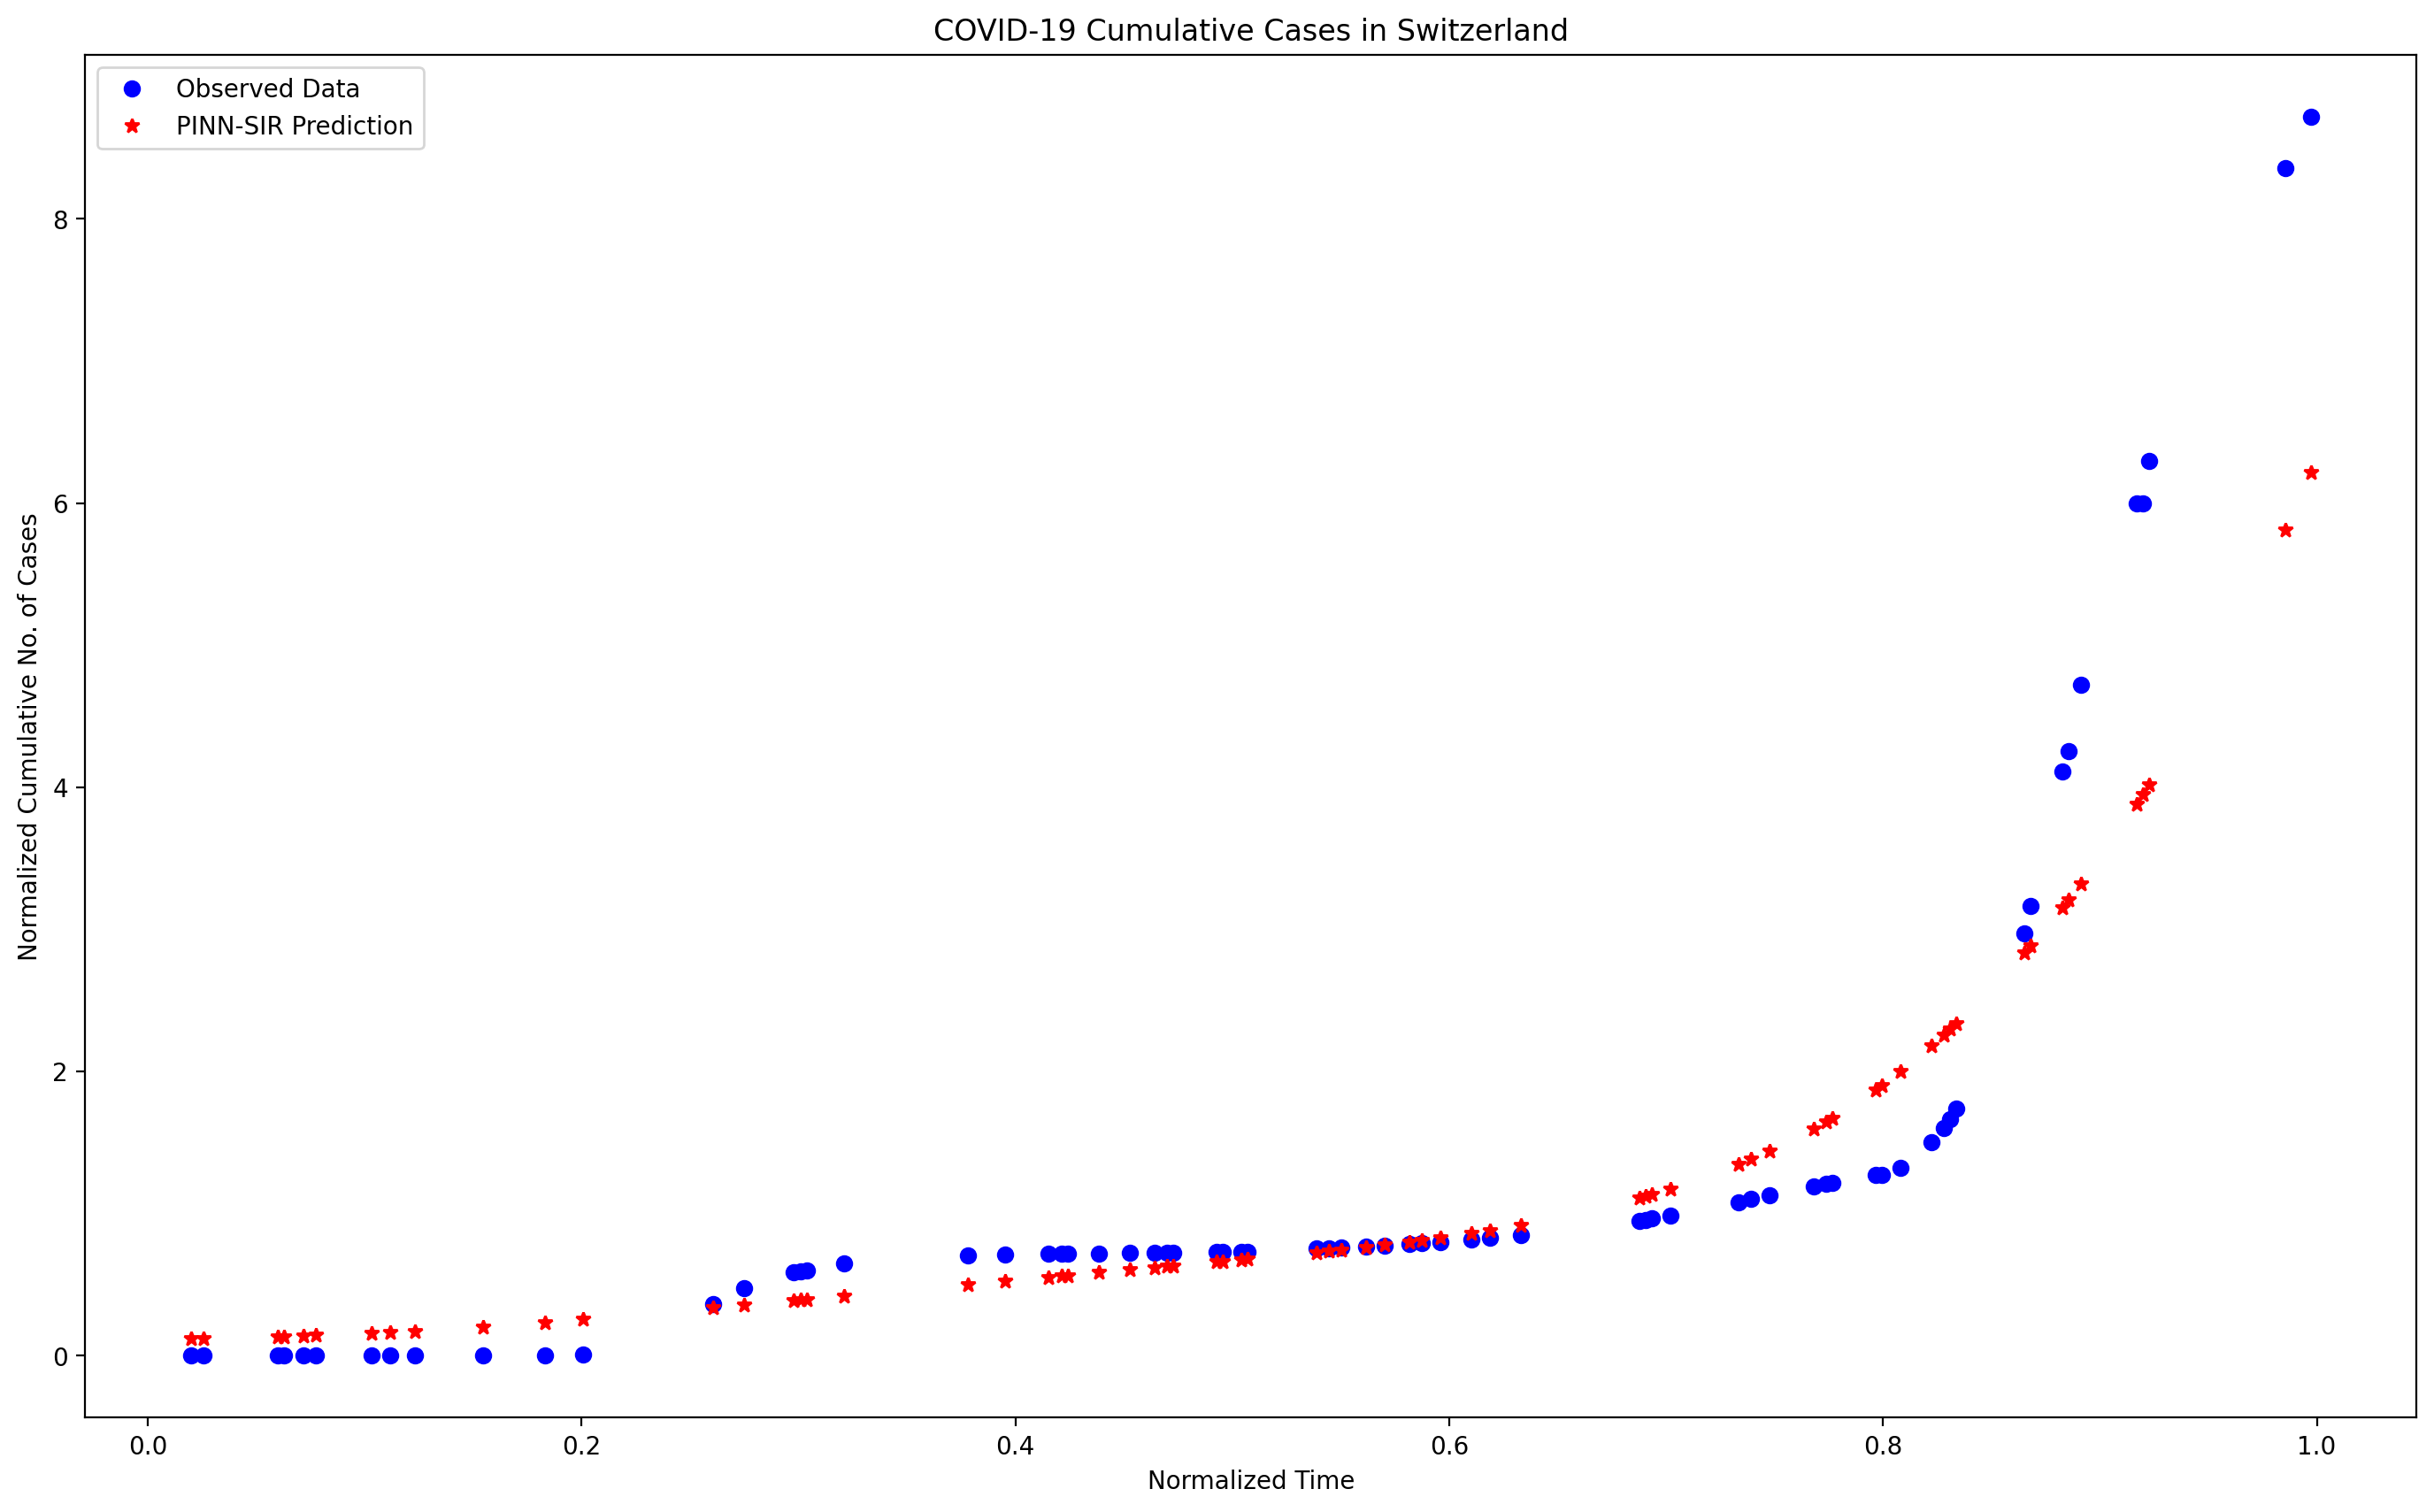 COVID-19 Cumulative Cases in Switzerland
Observed Data
PINN-SIR Prediction
Normalized Cumulative No. of Cases
8
6
4
2
0
0.0 0.2 0.4 0.6 0.8 1.0
Normalized Time